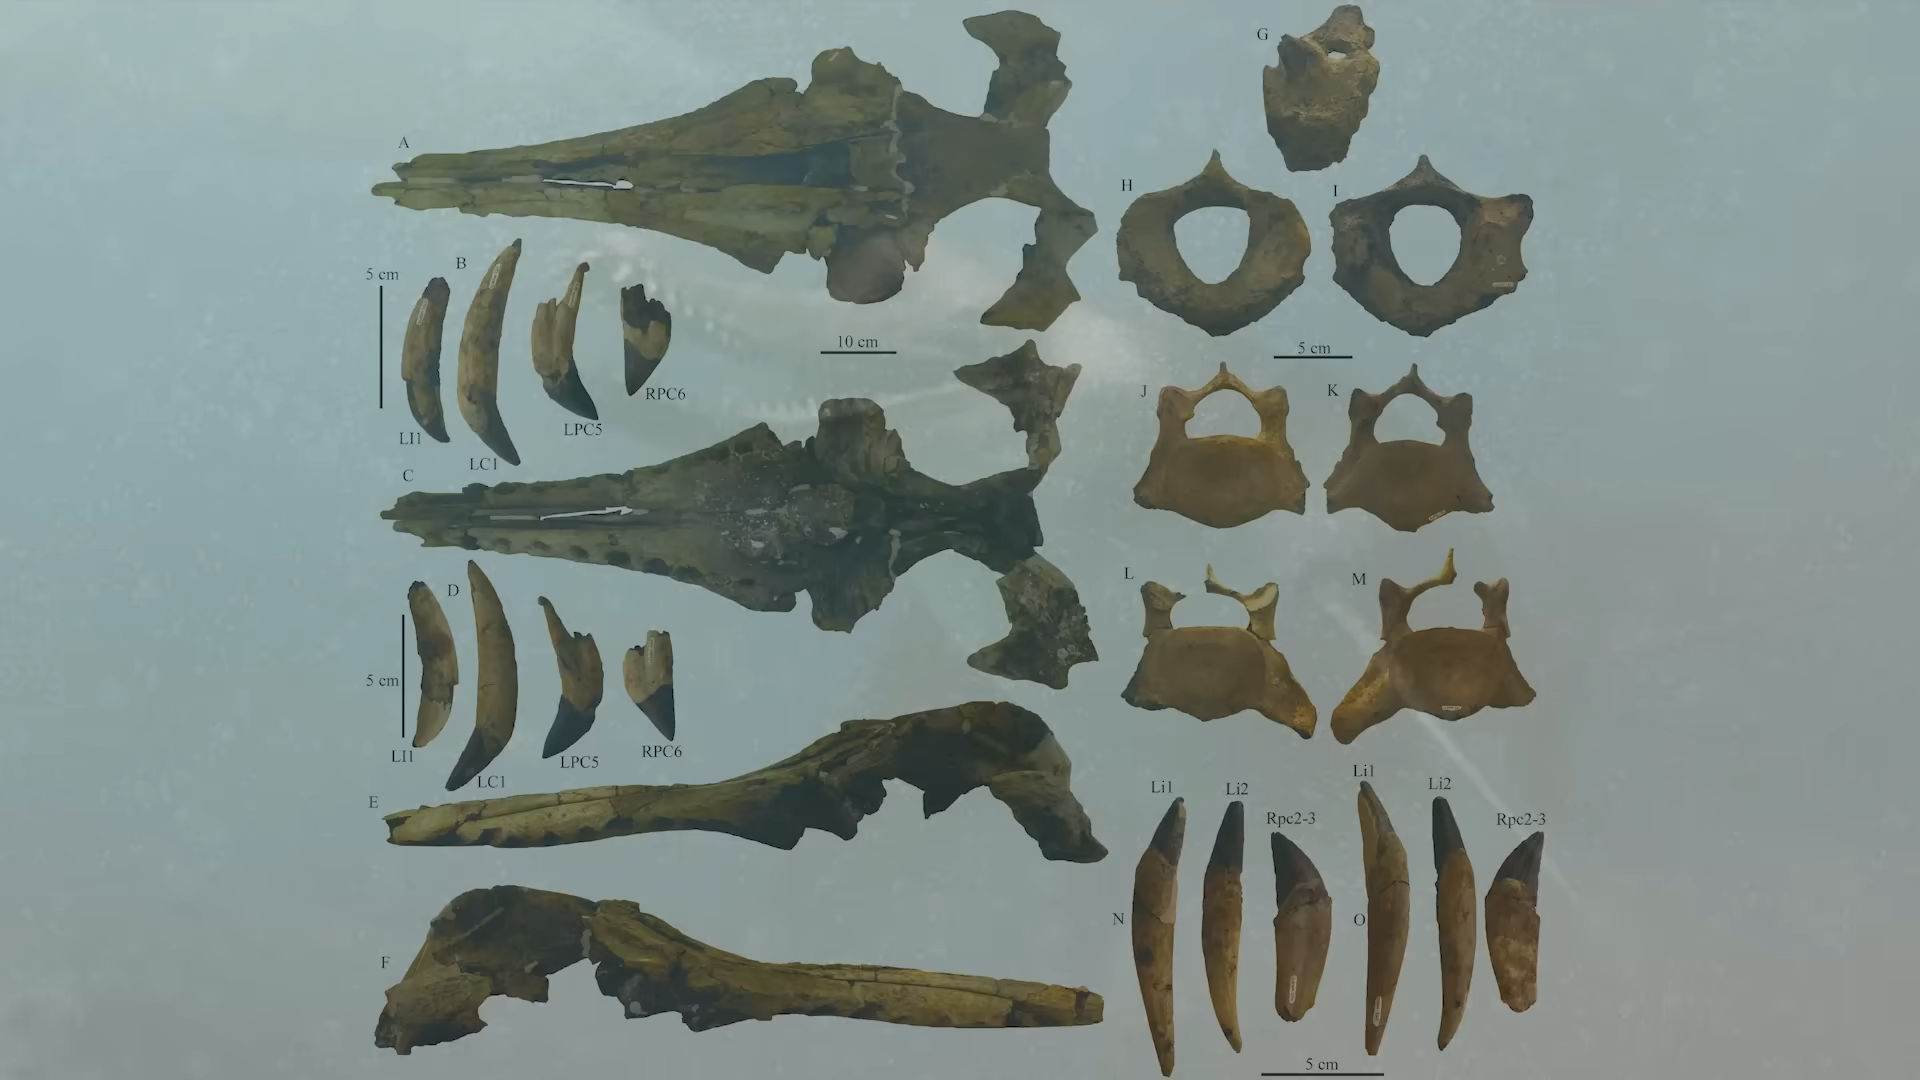 A
B
5 cm
LI1
LC1
LPC5
RPC6
10 cm
C
D
5 cm
LI1
LC1
LPC5
RPC6
E
F
G
H
I
5 cm
J
K
L
M
Li1
Li2
Rpc2-3
Li1
Li2
Rpc2-3
N
O
5 cm